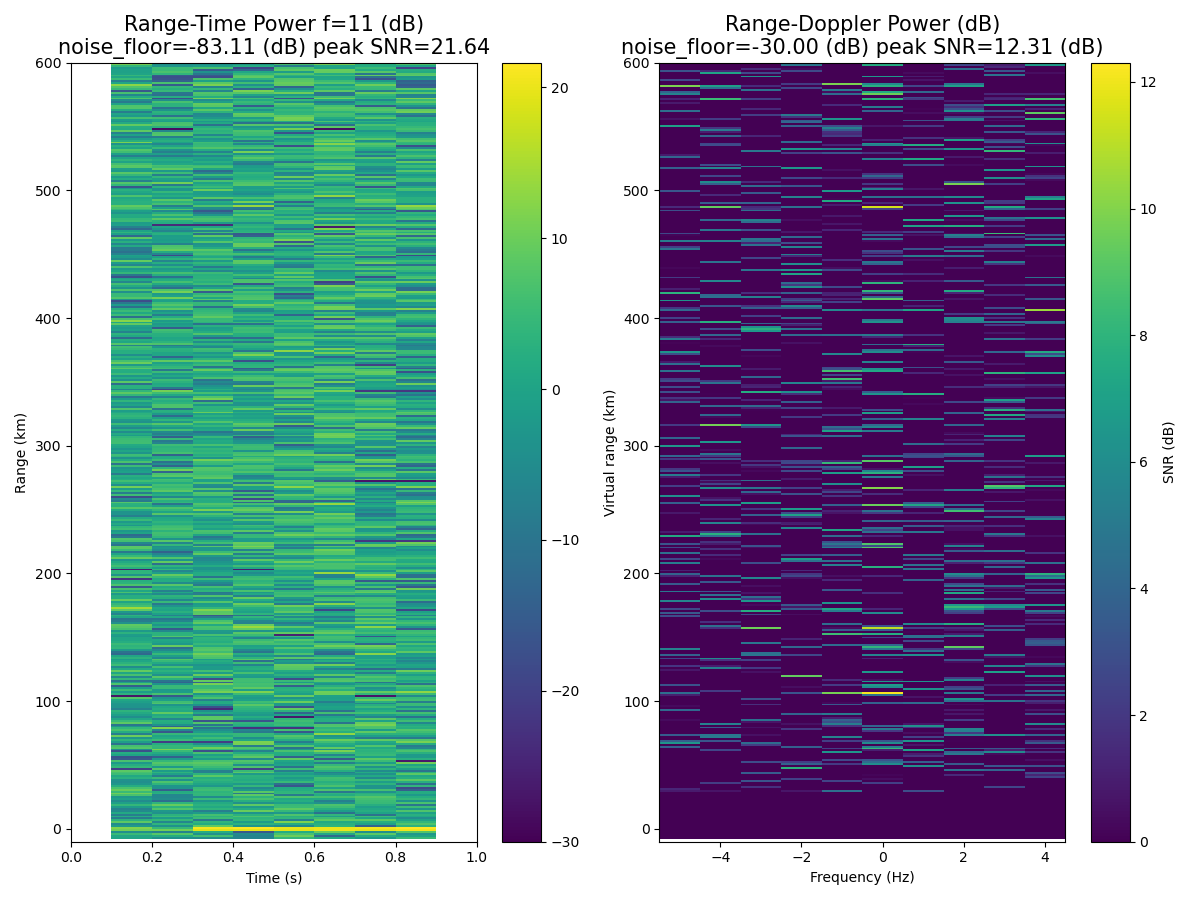 Range-Time Power f=11 (dB)
noise_floor=-83.11 (dB) peak SNR=21.64
Range-Doppler Power (dB)
noise_floor=-30.00 (dB) peak SNR=12.31 (dB)
Range (km)
600
500
400
300
200
100
0
0.0 0.2 0.4 0.6 0.8 1.0
Time (s)
20
10
0
−10
−20
−30
Virtual range (km)
600
500
400
300
200
100
0
−4 −2 0 2 4
Frequency (Hz)
12
10
8
6
4
2
0
SNR (dB)